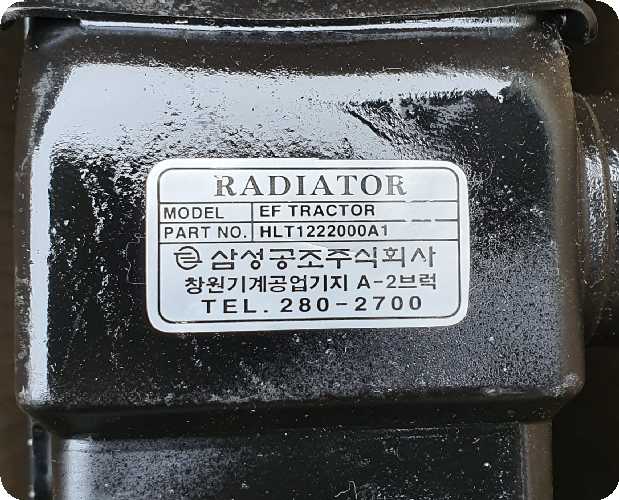 RADIATOR
MODEL EF TRACTOR
PART NO. HLT1222000A1
삼성공조주식회사
창원기계공업기지 A-2브럭
TEL. 280-2700